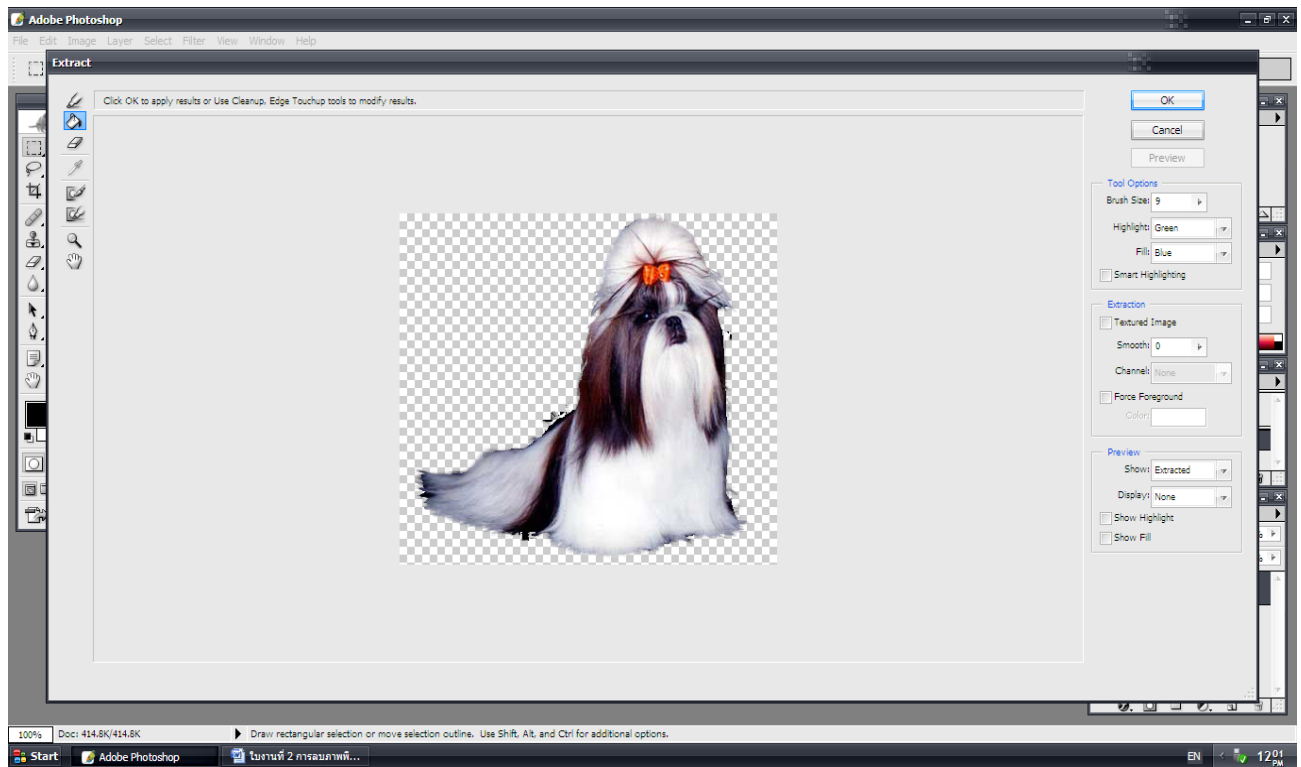 Adobe Photoshop
File Edit Image Layer Select Filter View Window Help
Extract
Click OK to apply results or Use Cleanup, Edge Touchup tools to modify results.
OK
Cancel
Preview
Tool Options
Brush Size: 9
Highlight: Green
Fill: Blue
Smart Highlighting
Extraction
Textured Image
Smooth: 0
Channel: None
Force Foreground
Color:
Preview
Show: Extracted
Display: None
Show Highlight
Show Fill
100% Doc: 414.8K/414.8K Draw rectangular selection or move selection outline. Use Shift, Alt, and Ctrl for additional options.
Start Adobe Photoshop ใบงานที่ 2 การลบภาพพื... EN 12:01 PM